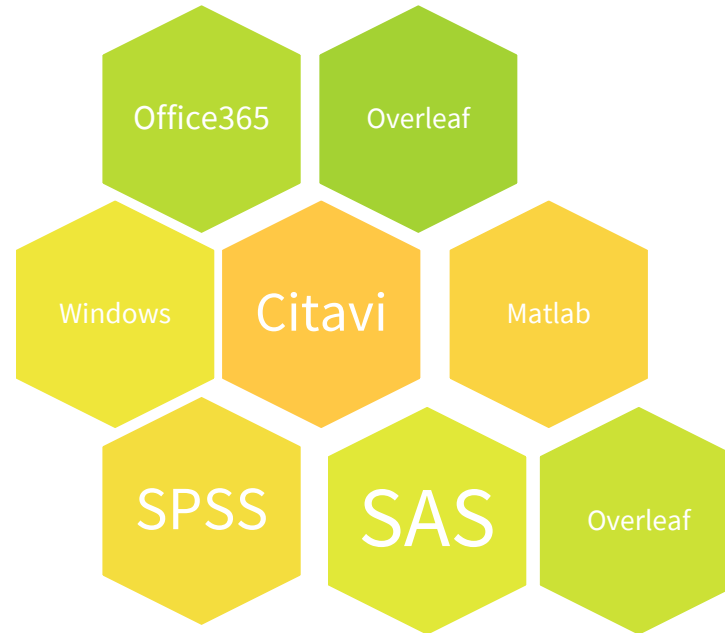 Office365
Overleaf
Windows
Citavi
Matlab
SPSS
SAS
Overleaf